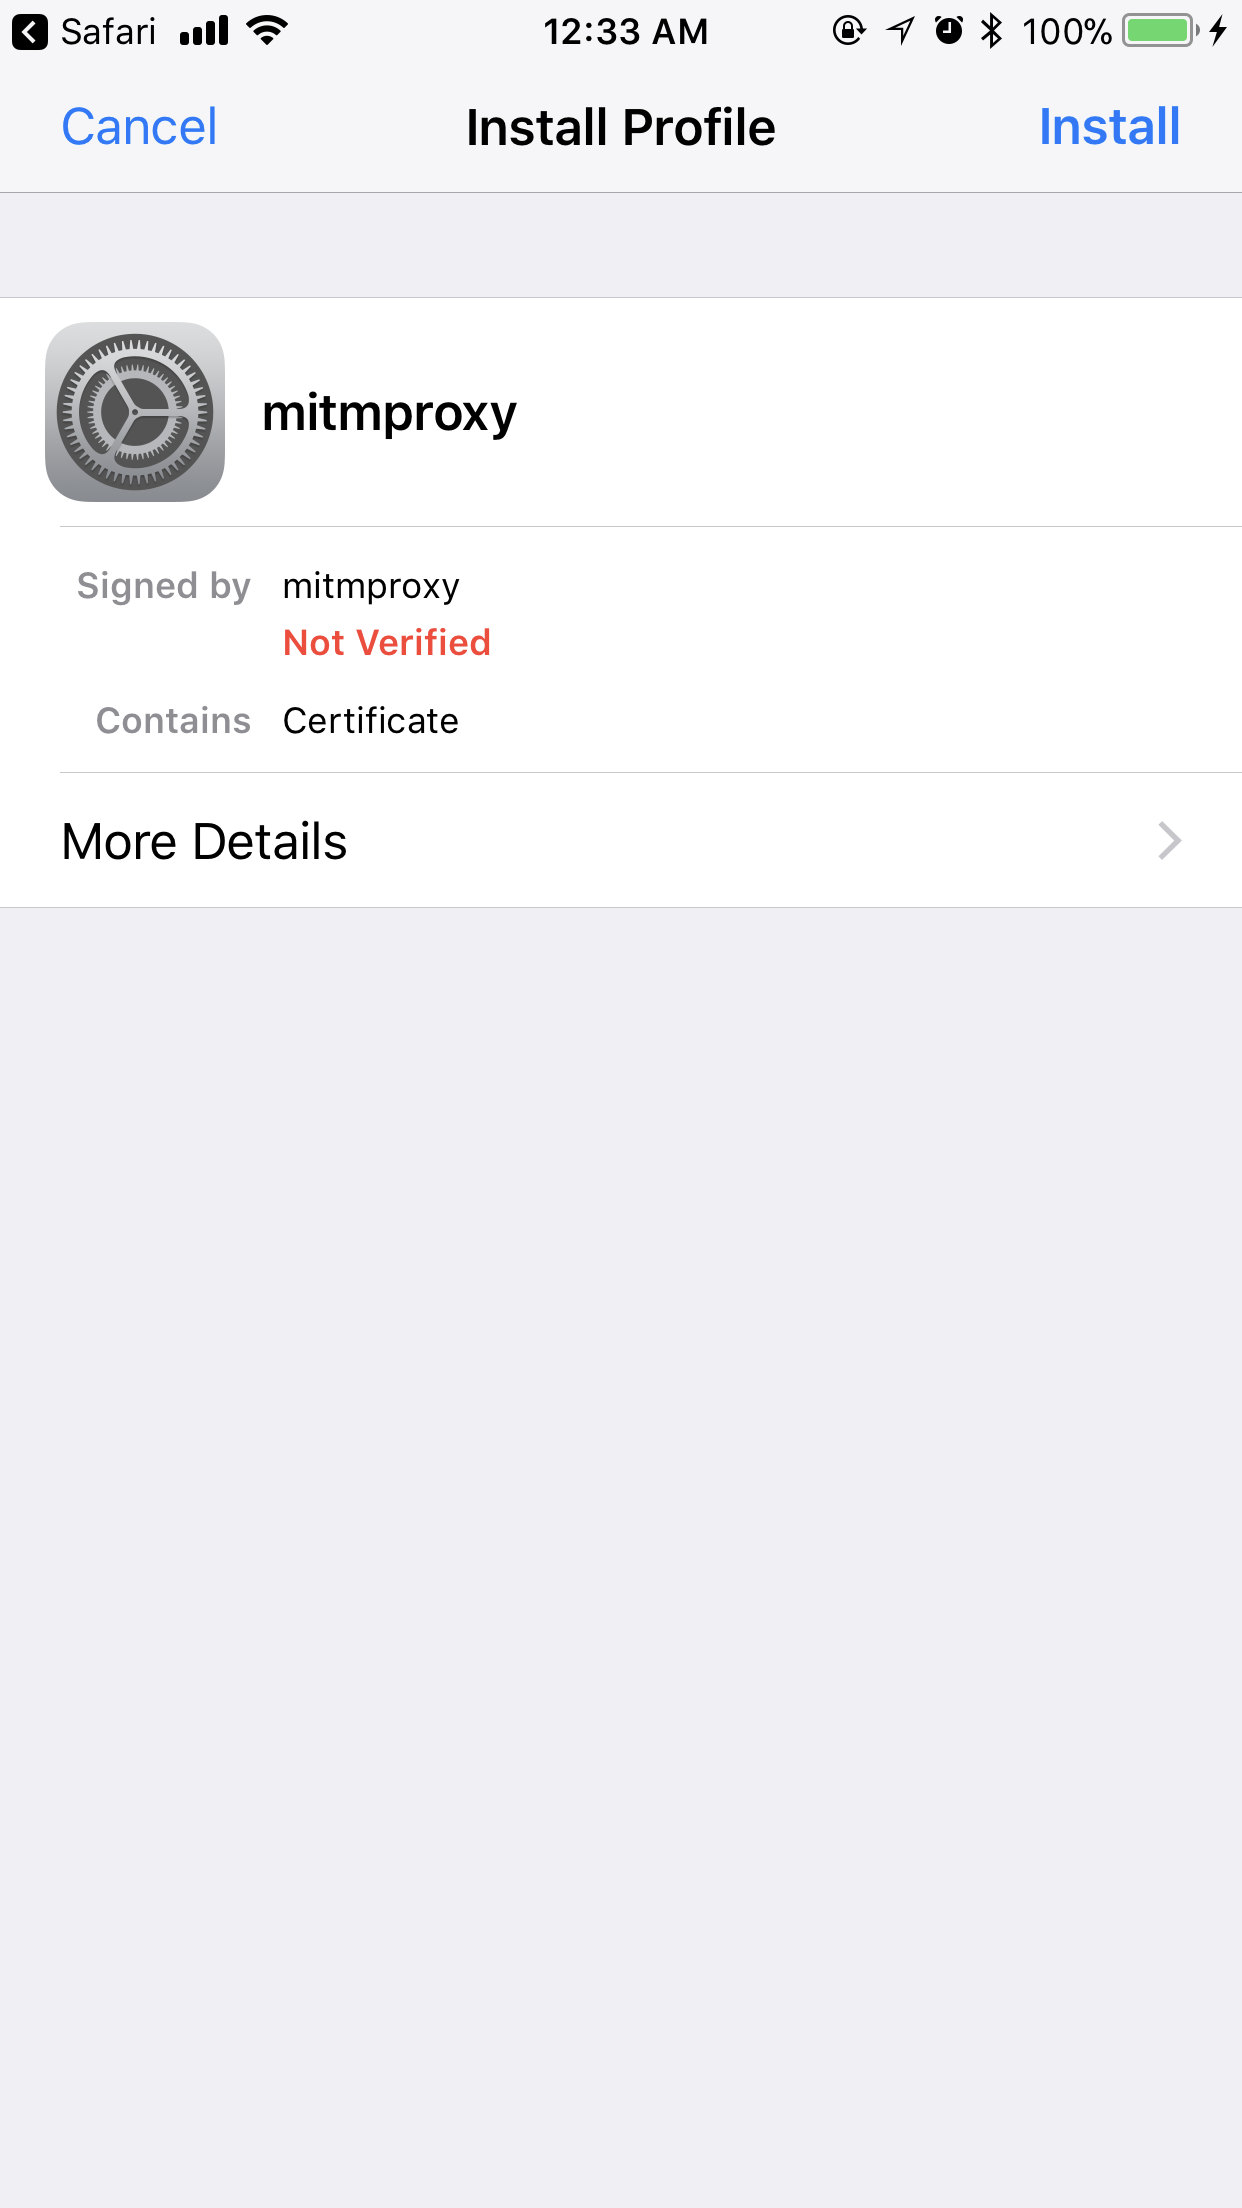 Safari 12:33 AM 100%
Cancel Install Profile Install
mitmproxy
Signed by mitmproxy
Not Verified
Contains Certificate
More Details